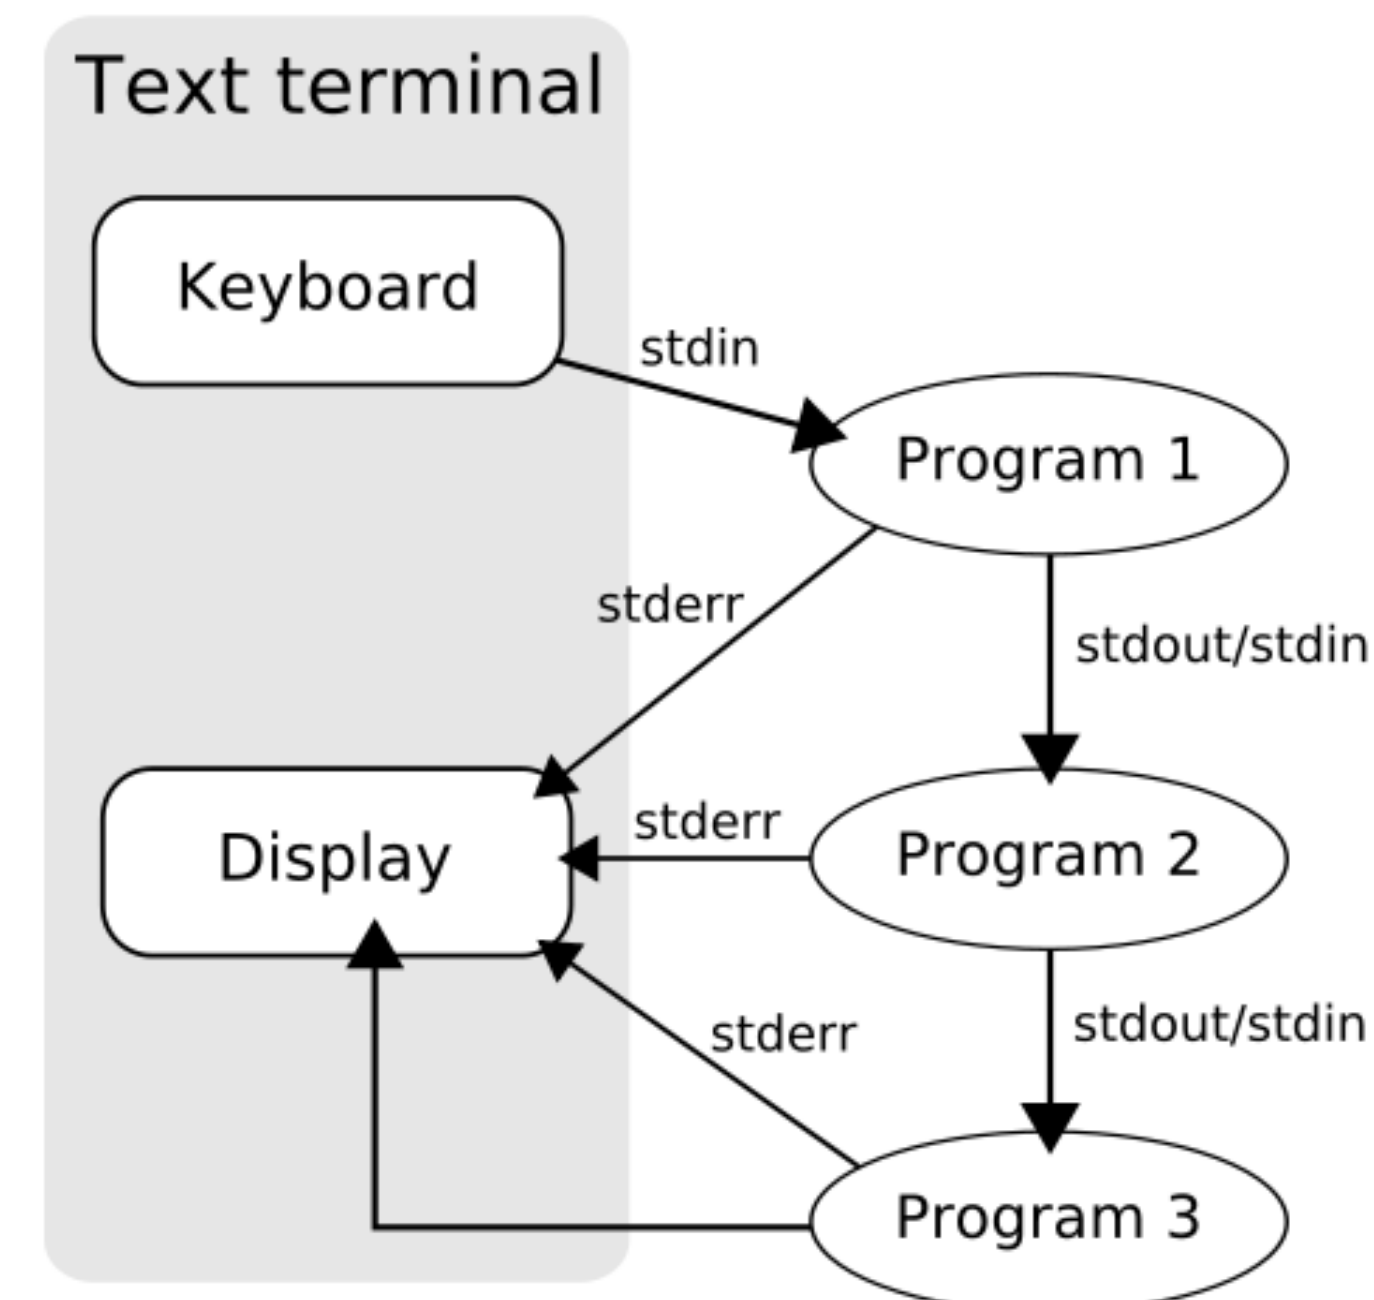 Text terminal
Keyboard
stdin
Program 1
stderr
stdout/stdin
Display
stderr
Program 2
stderr
stdout/stdin
Program 3